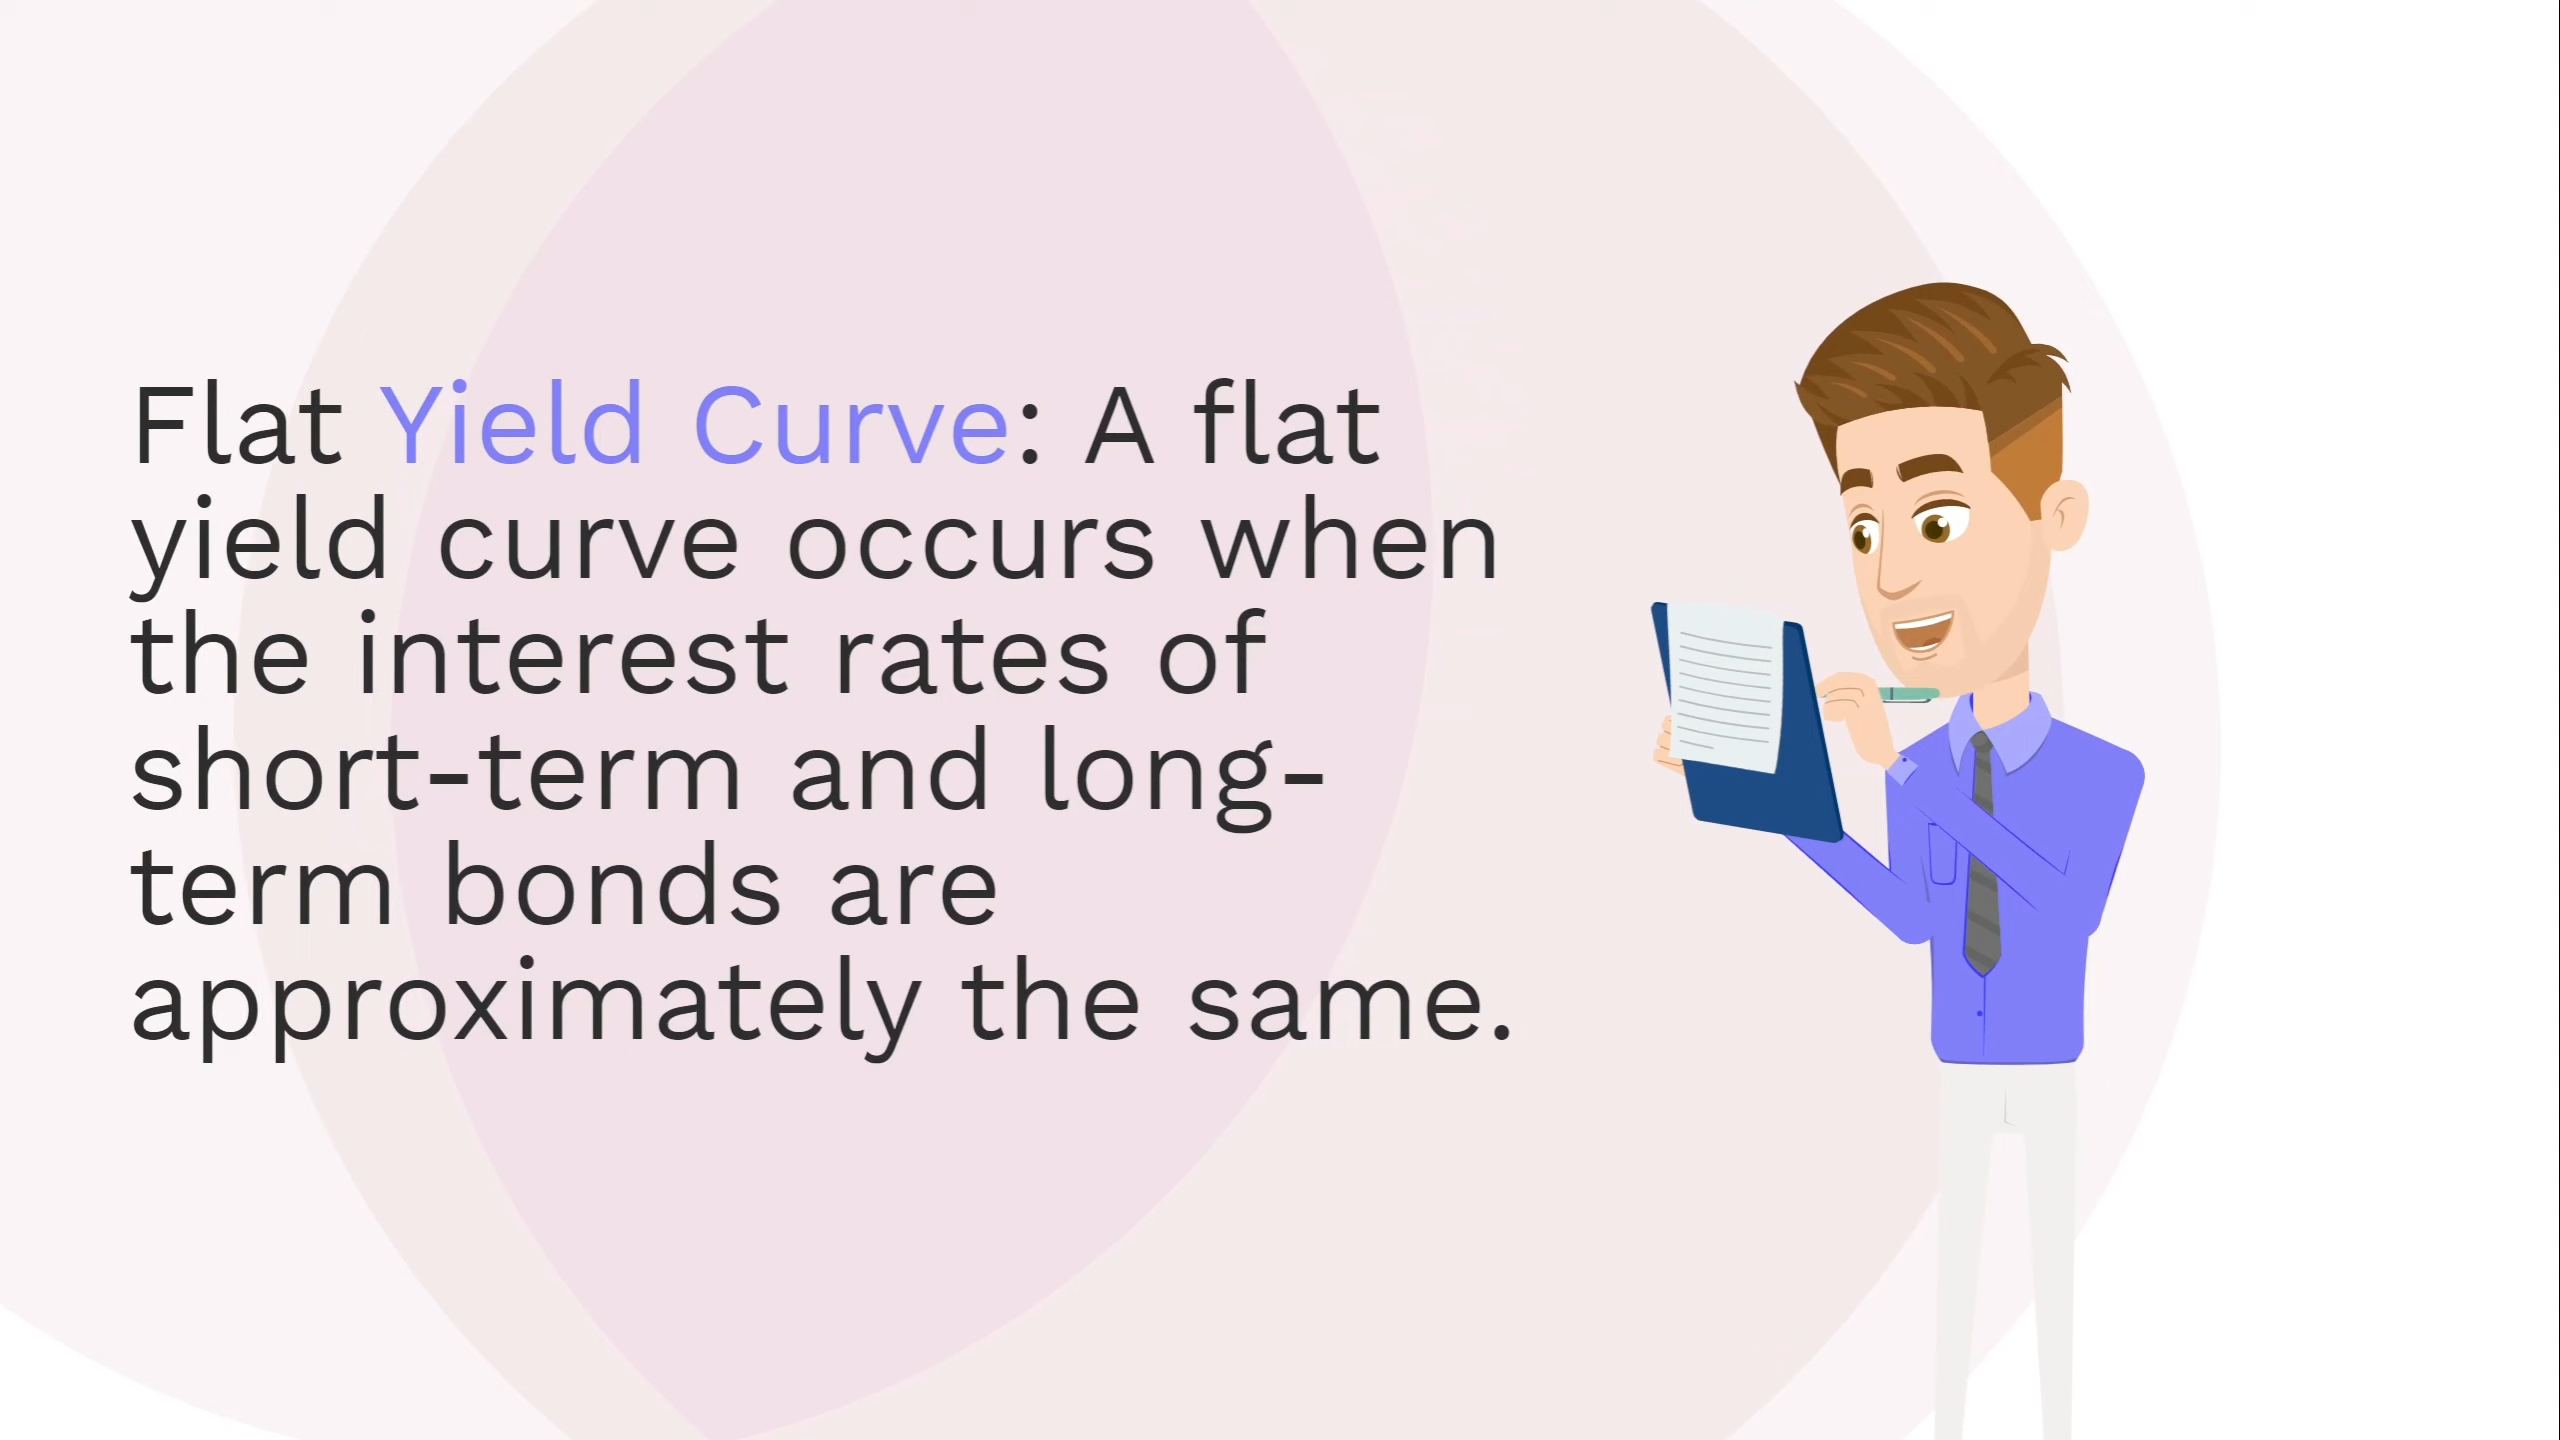 Flat Yield Curve: A flat
yield curve occurs when
the interest rates of
short-term and long-
term bonds are
approximately the same.